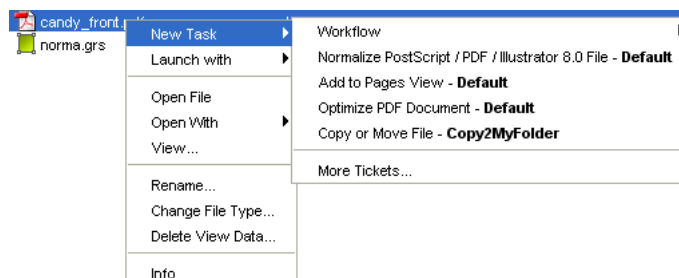 candy_front.
norma.grs
New Task
Launch with
Open File
Open With
View...
Rename...
Change File Type...
Delete View Data...
Info
Workflow
Normalize PostScript / PDF / Illustrator 8.0 File - Default
Add to Pages View - Default
Optimize PDF Document - Default
Copy or Move File - Copy2MyFolder
More Tickets...